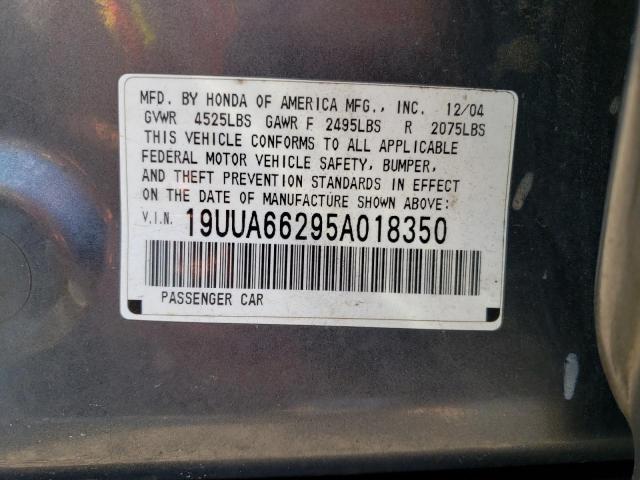 MFD. BY HONDA OF AMERICA MFG., INC. 12/04
GVWR 4525LBS GAWR F 2495LBS R 2075LBS
THIS VEHICLE CONFORMS TO ALL APPLICABLE
FEDERAL MOTOR VEHICLE SAFETY, BUMPER,
AND THEFT PREVENTION STANDARDS IN EFFECT
ON THE DATE OF MANUFACTURE SHOWN ABOVE:
V.I.N. 19UUA66295A018350
PASSENGER CAR